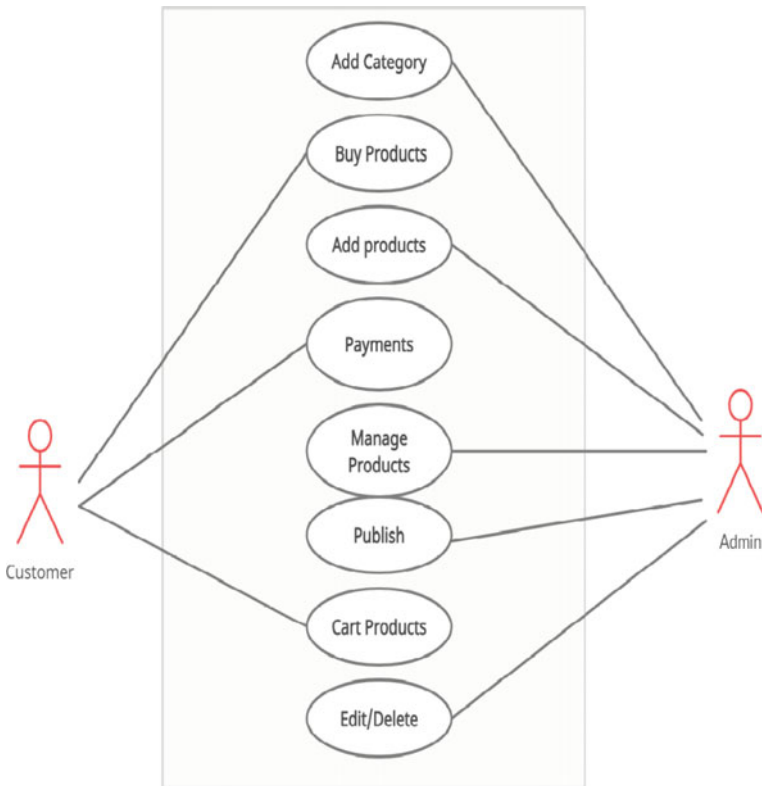 Add Category
Buy Products
Add products
Payments
Manage
Products
Publish
Cart Products
Edit/Delete
Customer
Admin